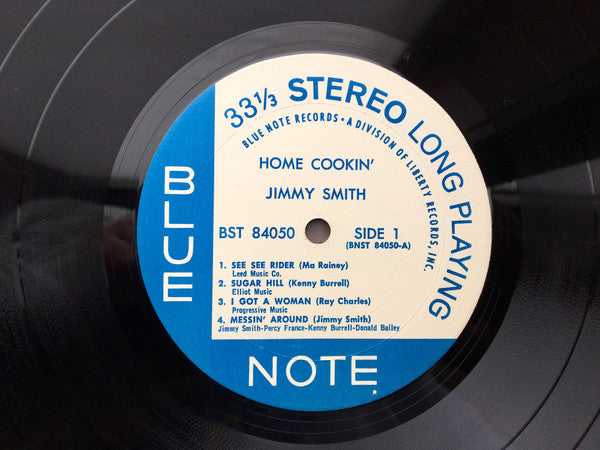 33⅓ STEREO LONG PLAYING
BLUE NOTE RECORDS • A DIVISION OF LIBERTY RECORDS, INC.
HOME COOKIN'
JIMMY SMITH
BST 84050 SIDE 1
(BNST 84050-A)
1. SEE SEE RIDER (Ma Rainey)
Leed Music Co.
2. SUGAR HILL (Kenny Burrell)
Elliot Music
3. I GOT A WOMAN (Ray Charles)
Progressive Music
4. MESSIN' AROUND (Jimmy Smith)
Jimmy Smith-Percy France-Kenny Burrell-Donald Bailey
BLUE
NOTE